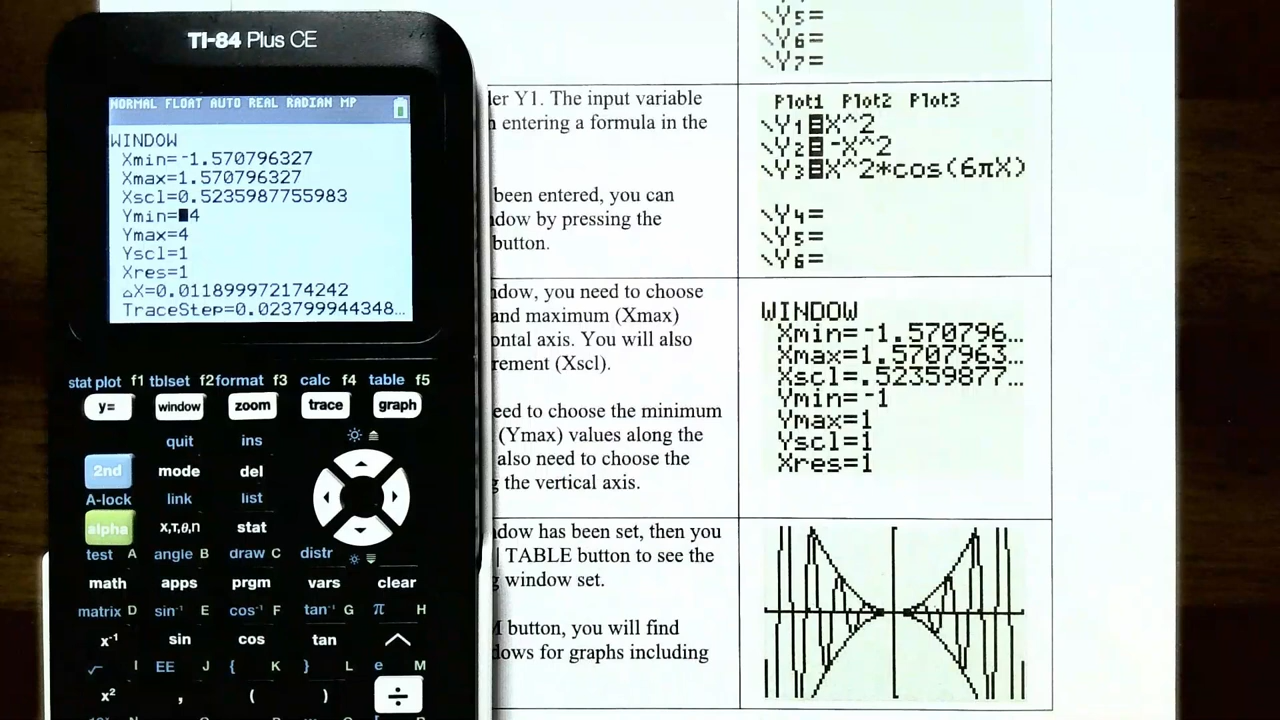 TI-84 Plus CE
NORMAL FLOAT AUTO REAL RADIAN MP
WINDOW
Xmin=-1.570796327
Xmax=1.570796327
Xscl=0.5235987755983
Ymin= 4
Ymax=4
Yscl=1
Xres=1
△X=0.011899972174242
TraceStep=0.023799944348…
stat plot f1 tblset f2 format f3 calc f4 table f5
y= window zoom trace graph
quit ins
2nd mode del
A-lock link list
alpha X,T,θ,n stat
test A angle B draw C distr
math apps prgm vars clear
matrix D sin⁻¹ E cos⁻¹ F tan⁻¹ G π H
x⁻¹ sin cos tan ^
√ I EE J { K } L e M
x² , ( ) ÷
Y5=
Y6=
Y7=
er Y1. The input variable
entering a formula in the
been entered, you can
dow by pressing the
button.
Plot1 Plot2 Plot3
\Y1=X^2
\Y2=-X^2
\Y3=X^2*cos(6πX)
\Y4=
\Y5=
\Y6=
ndow, you need to choose
and maximum (Xmax)
ontal axis. You will also
rement (Xscl).
eed to choose the minimum
(Ymax) values along the
also need to choose the
the vertical axis.
WINDOW
Xmin=-1.570796…
Xmax=1.5707963…
Xscl=.52359877…
Ymin=-1
Ymax=1
Yscl=1
Xres=1
ndow has been set, then you
| TABLE button to see the
window set.
button, you will find
dows for graphs including